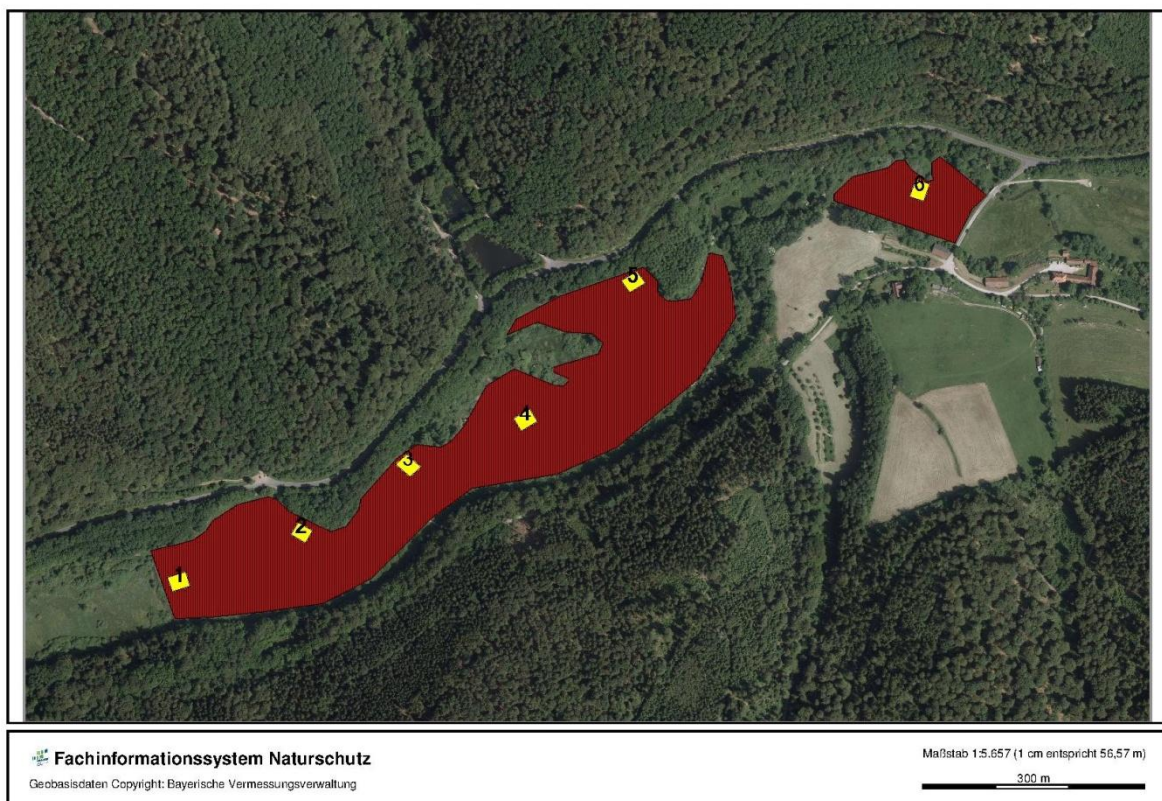 6
5
4
3
2
1
Fachinformationssystem Naturschutz
Geobasisdaten Copyright: Bayerische Vermessungsverwaltung
Maßstab 1:5.657 (1 cm entspricht 56,57 m)
300 m